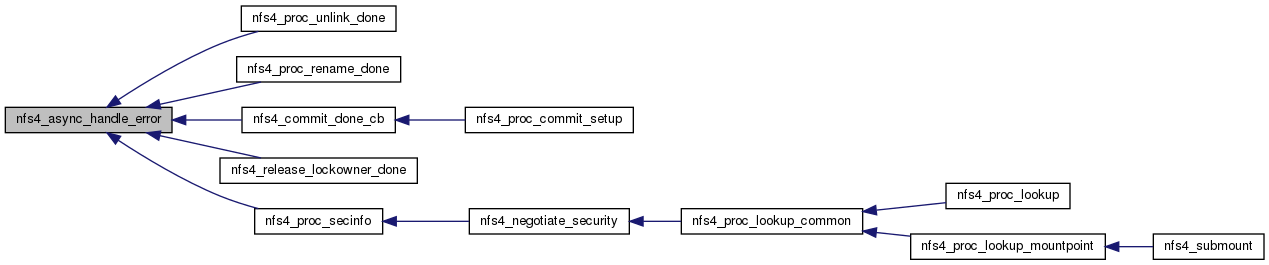 nfs4_proc_unlink_done
nfs4_proc_rename_done
nfs4_async_handle_error
nfs4_commit_done_cb
nfs4_proc_commit_setup
nfs4_release_lockowner_done
nfs4_proc_secinfo
nfs4_negotiate_security
nfs4_proc_lookup_common
nfs4_proc_lookup
nfs4_proc_lookup_mountpoint
nfs4_submount